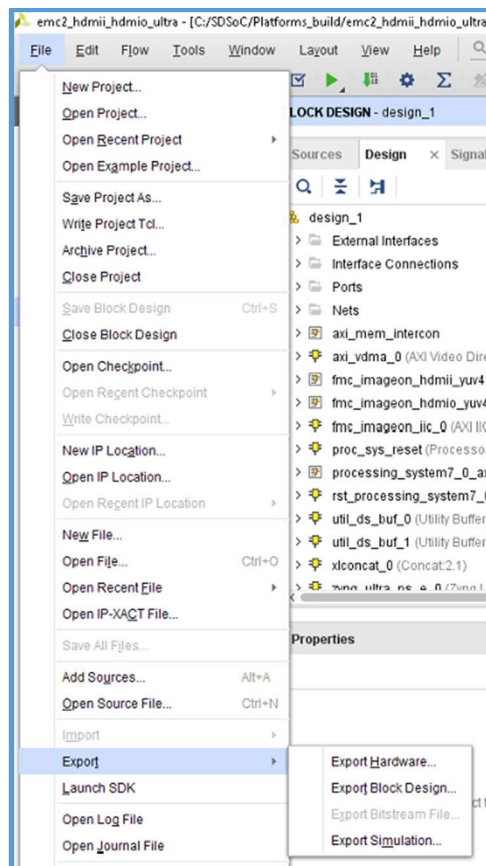 emc2_hdmii_hdmio_ultra - [C:/SDSoC/Platforms_build/emc2_hdmii_hdmio_ultra
File Edit Flow Tools Window Layout View Help
New Project...
Open Project...
Open Recent Project
Open Example Project...
Save Project As...
Write Project Tcl...
Archive Project...
Close Project
Save Block Design Ctrl+S
Close Block Design
Open Checkpoint...
Open Recent Checkpoint
Write Checkpoint...
New IP Location...
Open IP Location...
Open Recent IP Location
New File...
Open File... Ctrl+O
Open Recent File
Open IP-XACT File...
Save All Files...
Add Sources... Alt+A
Open Source File... Ctrl+N
Import
Export
Launch SDK
Open Log File
Open Journal File
Export Hardware...
Export Block Design...
Export Bitstream File...
Export Simulation...
LOCK DESIGN - design_1
Sources Design × Signal
design_1
External Interfaces
Interface Connections
Ports
Nets
axi_mem_intercon
axi_vdma_0 (AXI Video Dire
fmc_imageon_hdmii_yuv4
fmc_imageon_hdmio_yuv4
fmc_imageon_iic_0 (AXI IIC
proc_sys_reset (Processo
processing_system7_0_ax
rst_processing_system7_0
util_ds_buf_0 (Utility Buffer
util_ds_buf_1 (Utility Buffer
xlconcat_0 (Concat:2.1)
zynq_ultra_ps_e_0 (Zynq
Properties
ct t